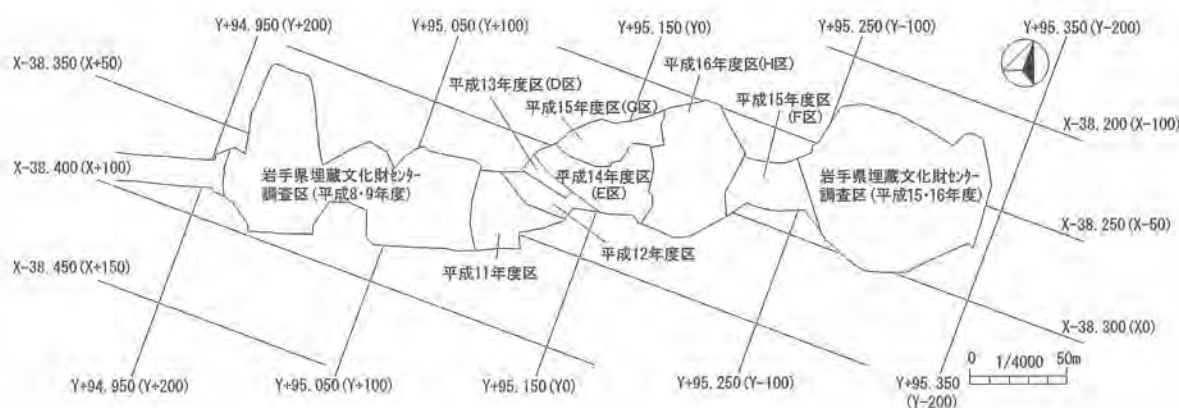 Y+94.950(Y+200)
Y+95.050(Y+100)
Y+95.150(Y0)
Y+95.250(Y-100)
Y+95.350(Y-200)
X-38.350(X+50)
平成13年度区(D区)
平成16年度区(H区)
平成15年度区(G区)
平成15年度区
(F区)
X-38.200(X-100)
X-38.400(X+100)
岩手県埋蔵文化財センター
調査区(平成8・9年度)
平成14年度区
(E区)
岩手県埋蔵文化財センター
調査区(平成15・16年度)
X-38.250(X-50)
平成12年度区
平成11年度区
X-38.450(X+150)
X-38.300(X0)
0 1/4000 50m
Y+94.950(Y+200)
Y+95.050(Y+100)
Y+95.150(Y0)
Y+95.250(Y-100)
Y+95.350
(Y-200)